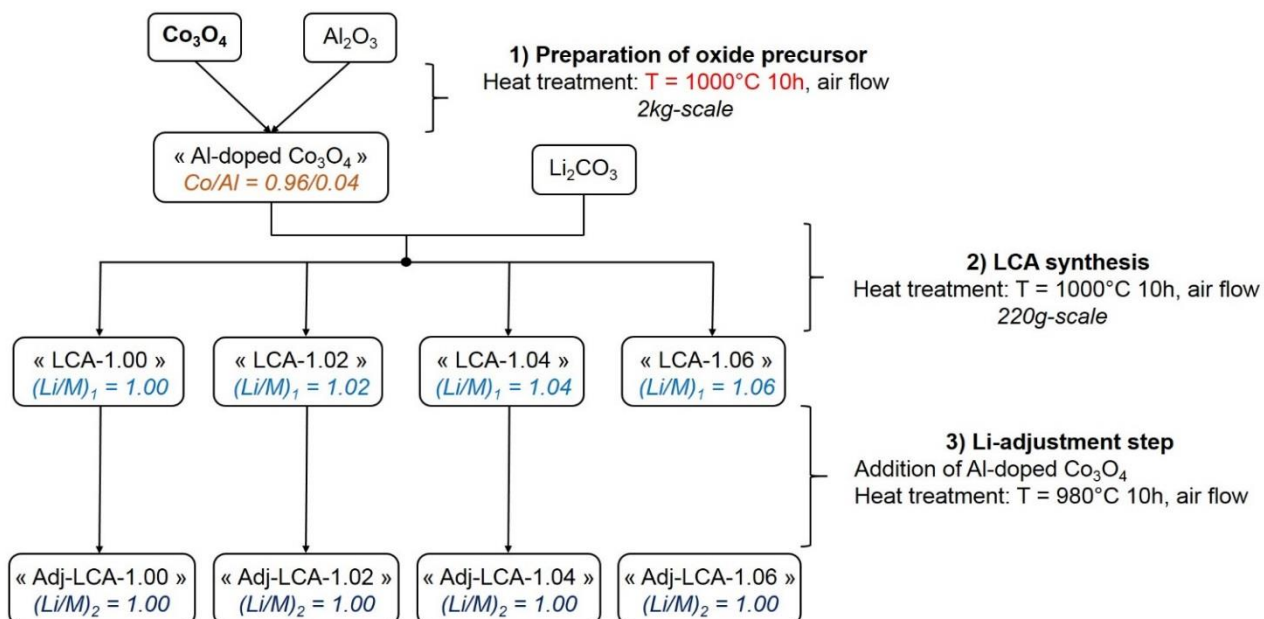 Co₃O₄
Al₂O₃
1) Preparation of oxide precursor
Heat treatment: T = 1000°C 10h, air flow
2kg-scale
« Al-doped Co₃O₄ »
Co/Al = 0.96/0.04
Li₂CO₃
2) LCA synthesis
Heat treatment: T = 1000°C 10h, air flow
220g-scale
« LCA-1.00 »
(Li/M)₁ = 1.00
« LCA-1.02 »
(Li/M)₁ = 1.02
« LCA-1.04 »
(Li/M)₁ = 1.04
« LCA-1.06 »
(Li/M)₁ = 1.06
3) Li-adjustment step
Addition of Al-doped Co₃O₄
Heat treatment: T = 980°C 10h, air flow
« Adj-LCA-1.00 »
(Li/M)₂ = 1.00
« Adj-LCA-1.02 »
(Li/M)₂ = 1.00
« Adj-LCA-1.04 »
(Li/M)₂ = 1.00
« Adj-LCA-1.06 »
(Li/M)₂ = 1.00